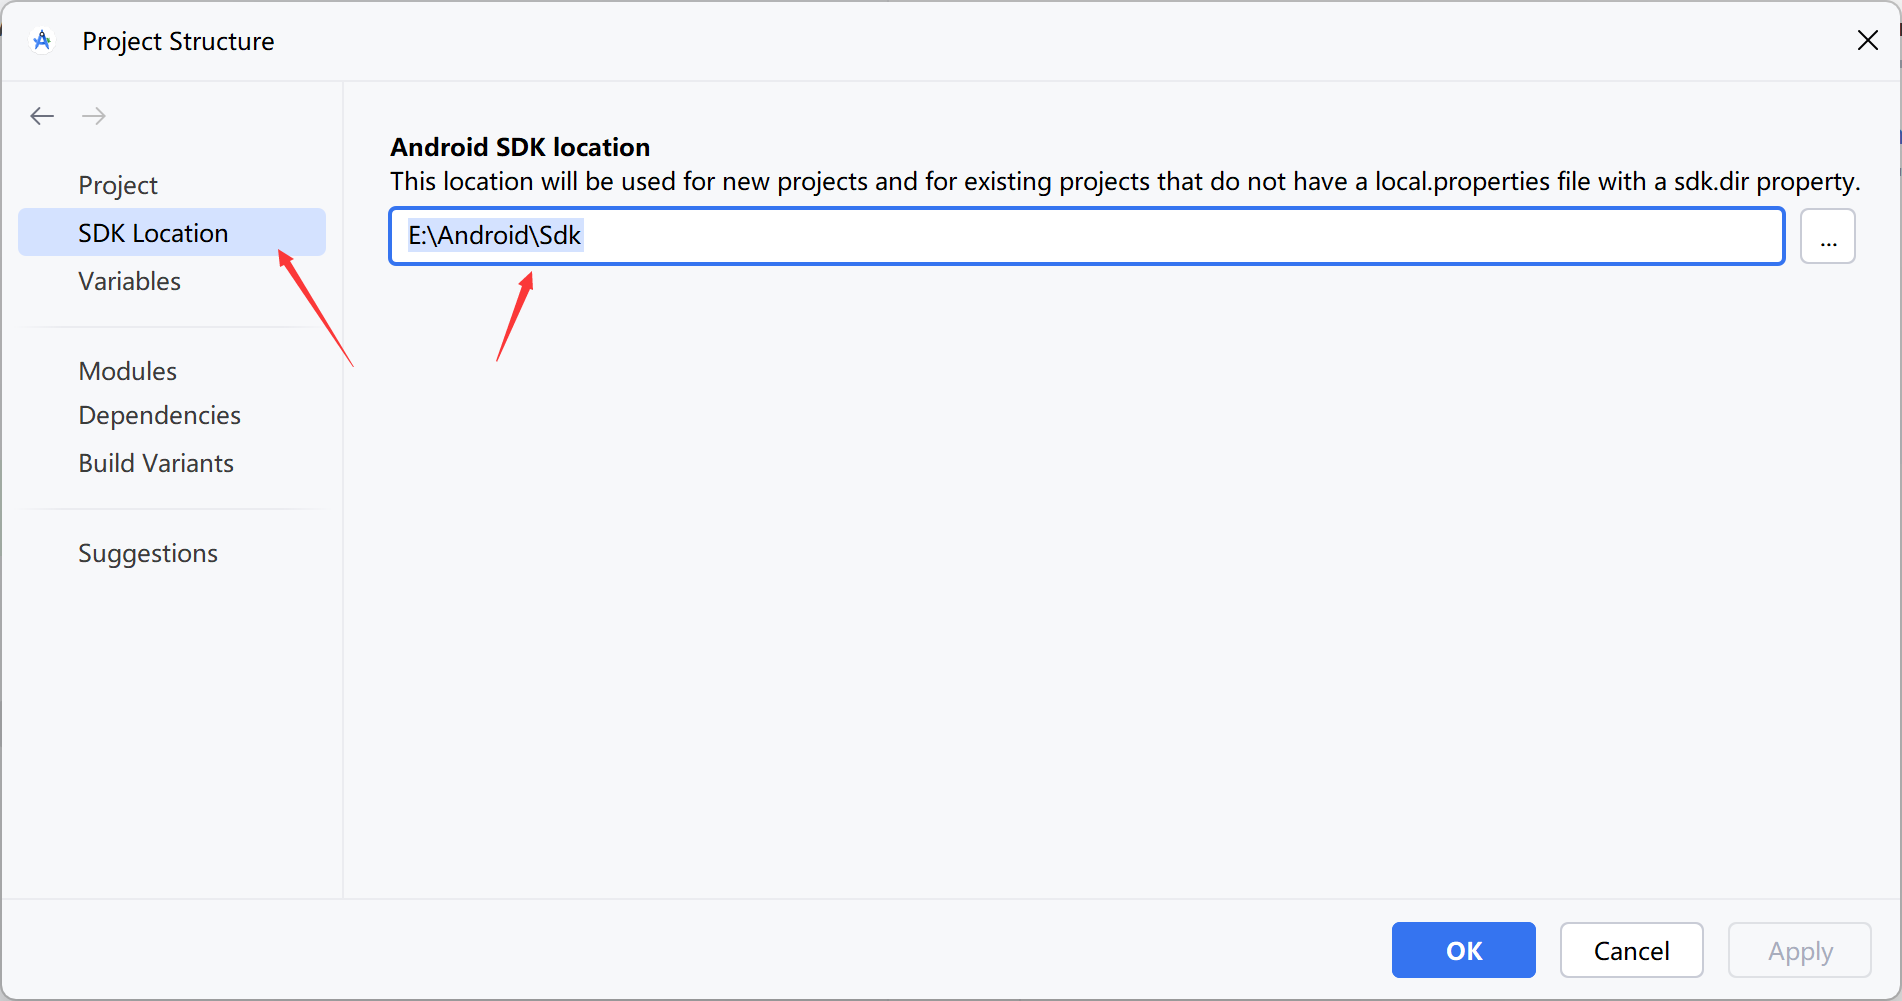 Project Structure
Project
SDK Location
Variables
Modules
Dependencies
Build Variants
Suggestions
Android SDK location
This location will be used for new projects and for existing projects that do not have a local.properties file with a sdk.dir property.
E:\Android\Sdk
...
OK
Cancel
Apply